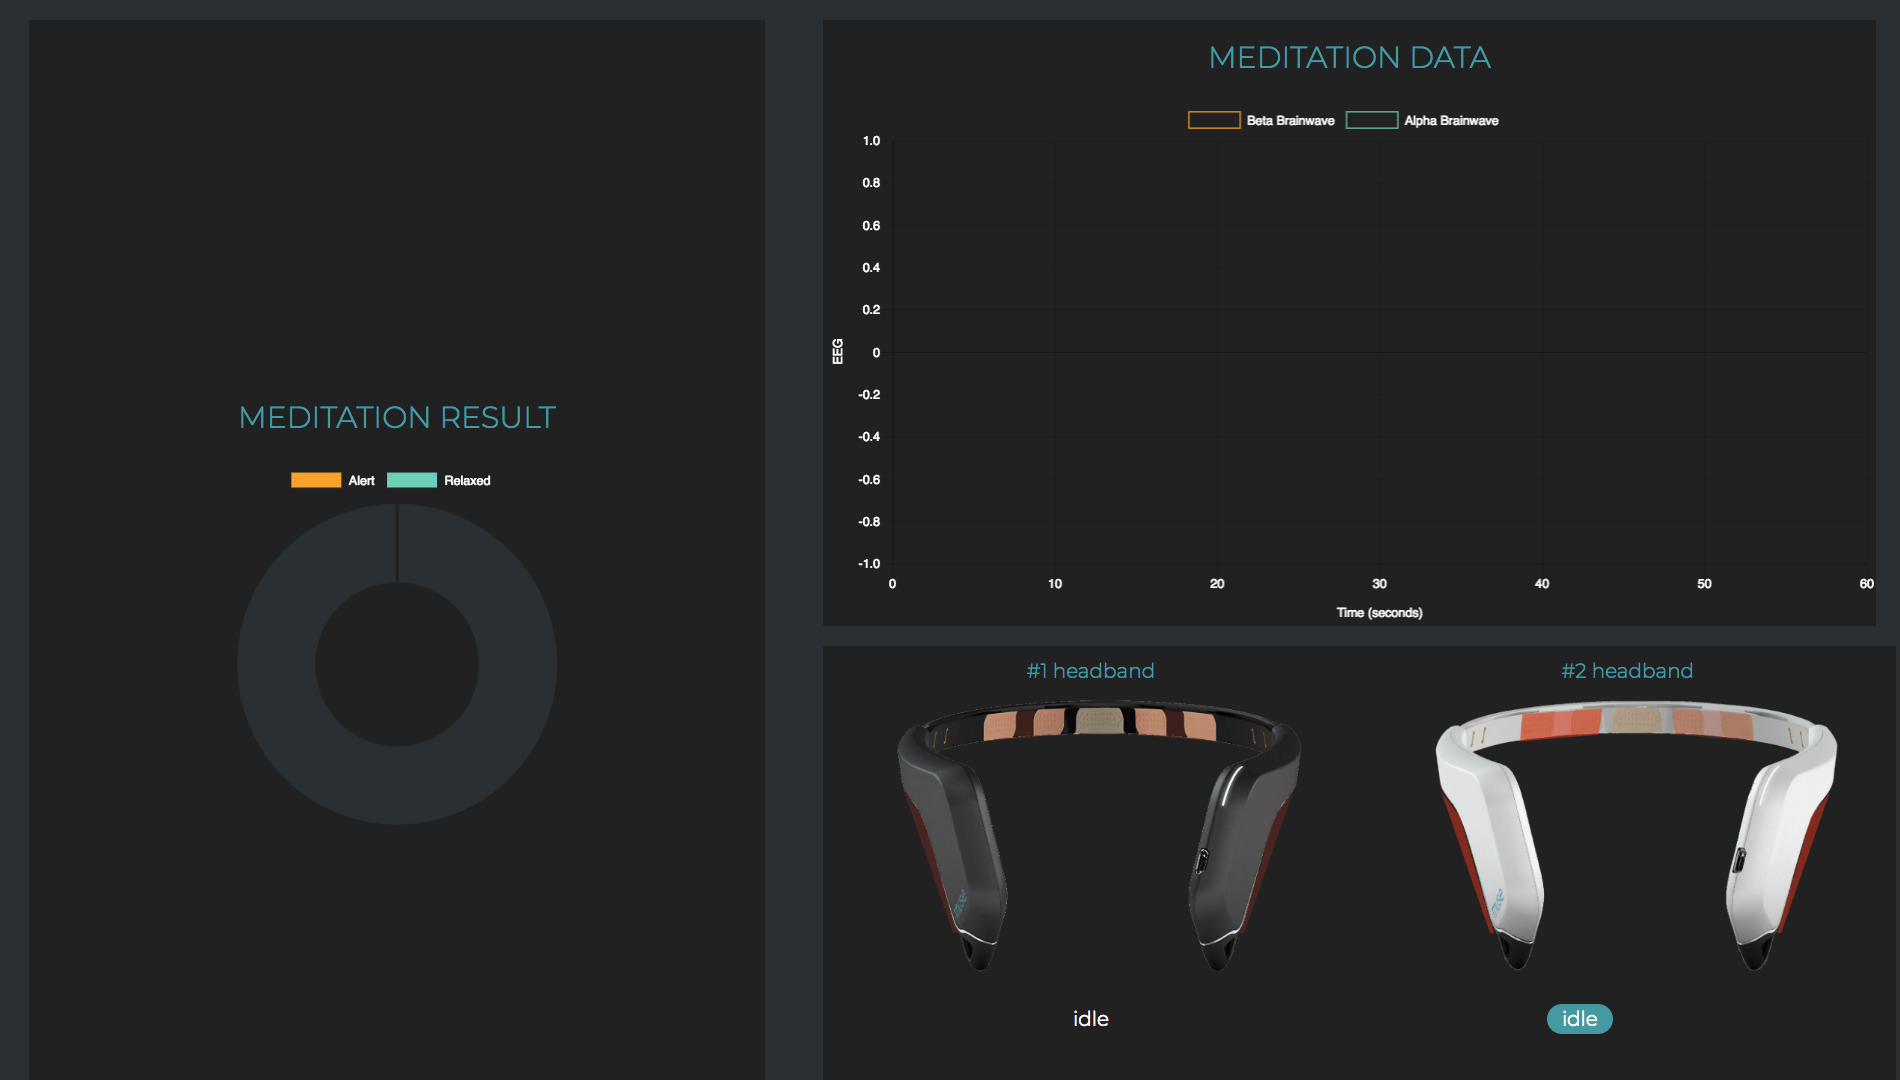 MEDITATION RESULT
Alert
Relaxed
MEDITATION DATA
Beta Brainwave
Alpha Brainwave
1.0
0.8
0.6
0.4
0.2
0
-0.2
-0.4
-0.6
-0.8
-1.0
EEG
0 10 20 30 40 50 60
Time (seconds)
#1 headband
#2 headband
idle
idle